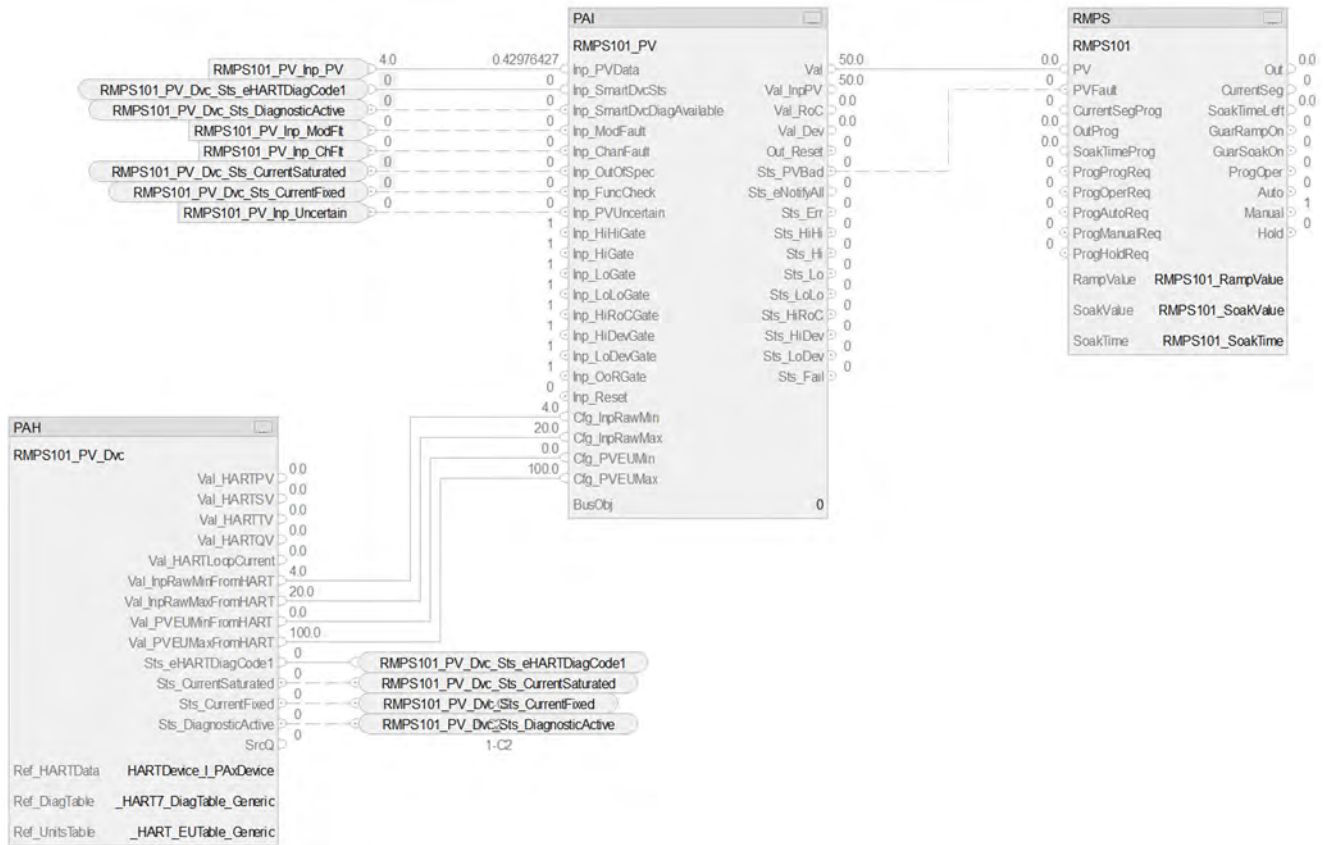 PAI
RMPS101_PV
RMPS101_PV_Inp_PV 4.0 0.42976427 Inp_PVData Val 50.0
RMPS101_PV_Dvc_Sts_eHARTDiagCode1 0 0 Inp_SmartDvcSts Val_InpPV 50.0
RMPS101_PV_Dvc_Sts_DiagnosticActive 0 0 Inp_SmartDvcDiagAvailable Val_RoC 0.0
RMPS101_PV_Inp_ModFlt 0 0 Inp_ModFault Val_Dev 0.0
RMPS101_PV_Inp_ChFlt 0 0 Inp_ChanFault Out_Reset 0
RMPS101_PV_Dvc_Sts_CurrentSaturated 0 0 Inp_OutOfSpec Sts_PVBad 0
RMPS101_PV_Dvc_Sts_CurrentFixed 0 0 Inp_FuncCheck Sts_eNotifyAll 0
RMPS101_PV_Inp_Uncertain 0 0 Inp_PVUncertain Sts_Err 0
1 Inp_HiHiGate Sts_HiHi 0
1 Inp_HiGate Sts_Hi 0
1 Inp_LoGate Sts_Lo 0
1 Inp_LoLoGate Sts_LoLo 0
1 Inp_HiRoCGate Sts_HiRoC 0
1 Inp_HiDevGate Sts_HiDev 0
1 Inp_LoDevGate Sts_LoDev 0
1 Inp_OoRGate Sts_Fail 0
0 Inp_Reset
4.0 Cfg_InpRawMin
20.0 Cfg_InpRawMax
0.0 Cfg_PVEUMin
100.0 Cfg_PVEUMax
BusObj 0
RMPS
RMPS101
0.0 PV Out 0.0
0 PVFault CurrentSeg 0.0
0 CurrentSegProg SoakTimeLeft 0.0
0.0 OutProg GuarRampOn 0
0.0 SoakTimeProg GuarSoakOn 0
0 ProgProgReq ProgOper 0
0 ProgOperReq Auto 0
0 ProgAutoReq Manual 1
0 ProgManualReq Hold 0
0 ProgHoldReq
RampValue RMPS101_RampValue
SoakValue RMPS101_SoakValue
SoakTime RMPS101_SoakTime
PAH
RMPS101_PV_Dvc
Val_HARTPV 0.0
Val_HARTSV 0.0
Val_HARTTV 0.0
Val_HARTQV 0.0
Val_HARTLoopCurrent 0.0
Val_InpRawMinFromHART 4.0
Val_InpRawMaxFromHART 20.0
Val_PVEUMinFromHART 0.0
Val_PVEUMaxFromHART 100.0
Sts_eHARTDiagCode1 0 RMPS101_PV_Dvc_Sts_eHARTDiagCode1
Sts_CurrentSaturated 0 RMPS101_PV_Dvc_Sts_CurrentSaturated
Sts_CurrentFixed 0 RMPS101_PV_Dvc_Sts_CurrentFixed
Sts_DiagnosticActive 0 RMPS101_PV_Dvc_Sts_DiagnosticActive
SrcQ 0 1-C2
Ref_HARTData HARTDevice_I_PAxDevice
Ref_DiagTable _HART7_DiagTable_Generic
Ref_UnitsTable _HART_EUTable_Generic